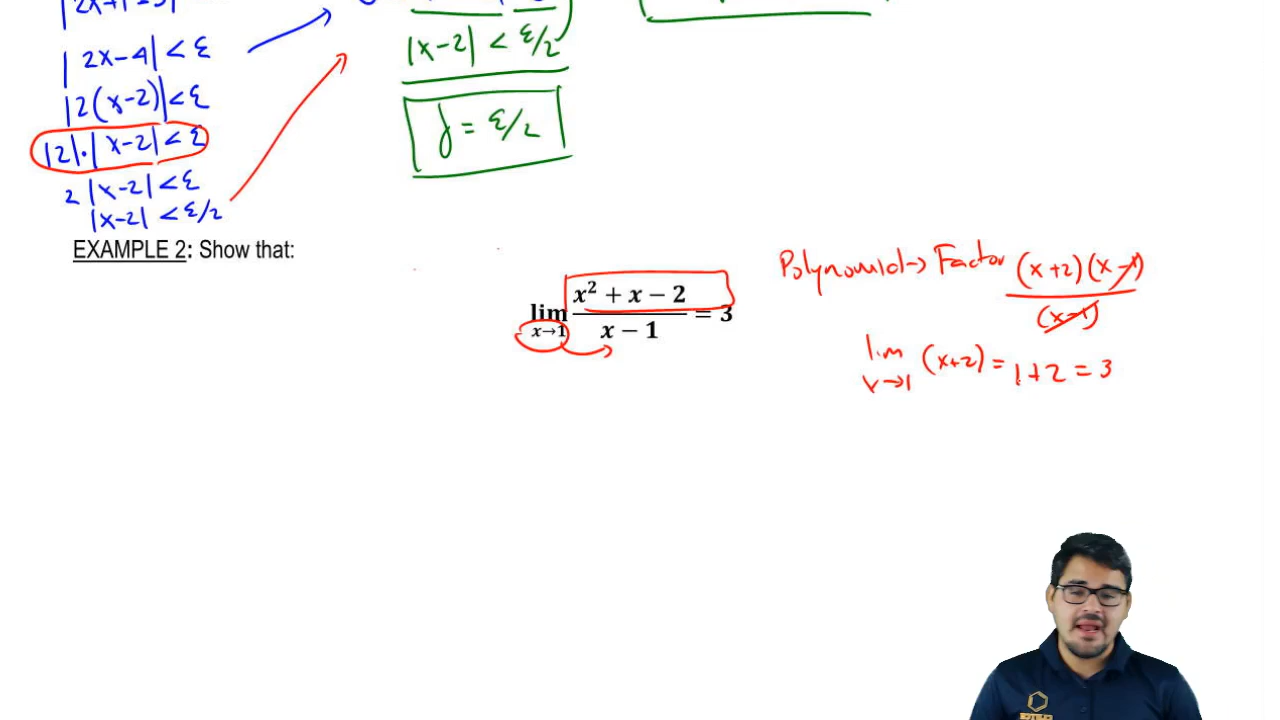 |2x-4| < ε
|2(x-2)| < ε
|2|·|x-2| < ε
2|x-2| < ε
|x-2| < ε/2
|x-2| < ε/2
δ = ε/2
EXAMPLE 2: Show that:
lim x→1 (x² + x − 2)/(x − 1) = 3
Polynomial → Factor (x+2)(x-1)/(x-1)
lim x→1 (x+2) = 1+2 = 3